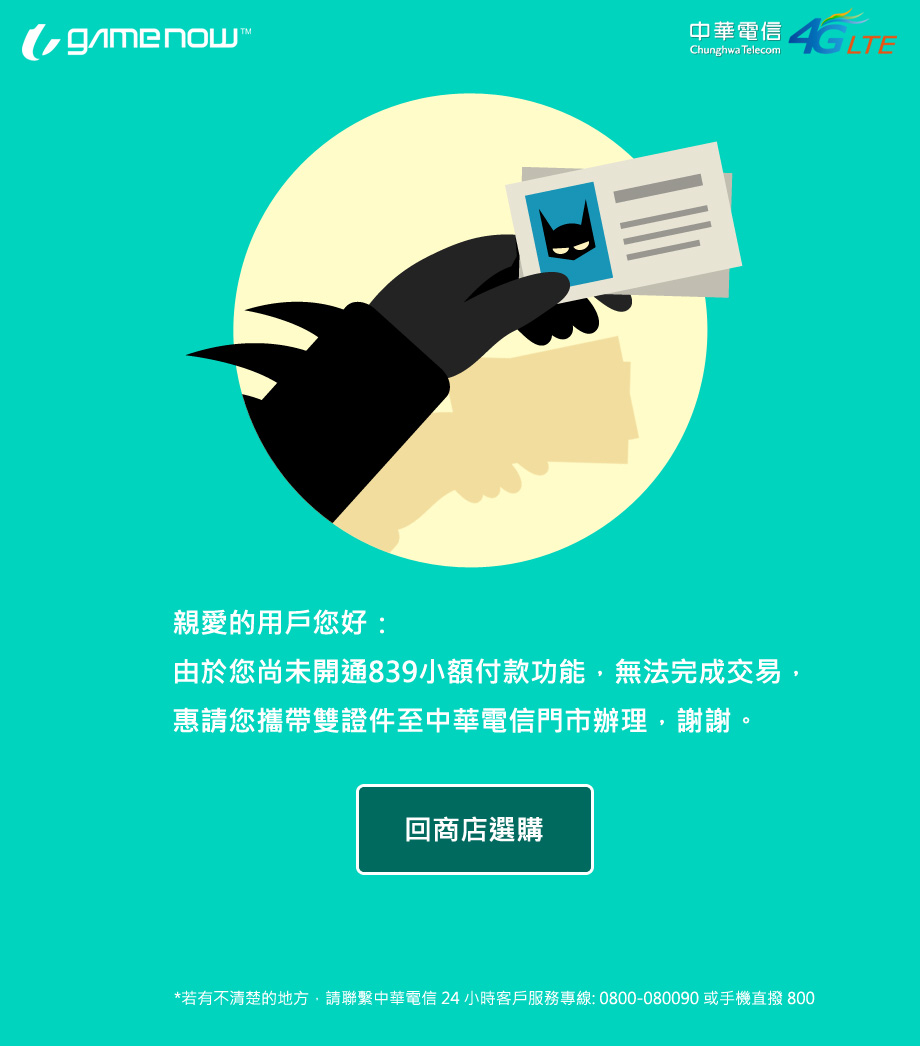 gamenow™
中華電信 4G LTE
Chunghwa Telecom
親愛的用戶您好：
由於您尚未開通839小額付款功能，無法完成交易，
惠請您攜帶雙證件至中華電信門市辦理，謝謝。
回商店選購
*若有不清楚的地方，請聯繫中華電信 24 小時客戶服務專線: 0800-080090 或手機直撥 800